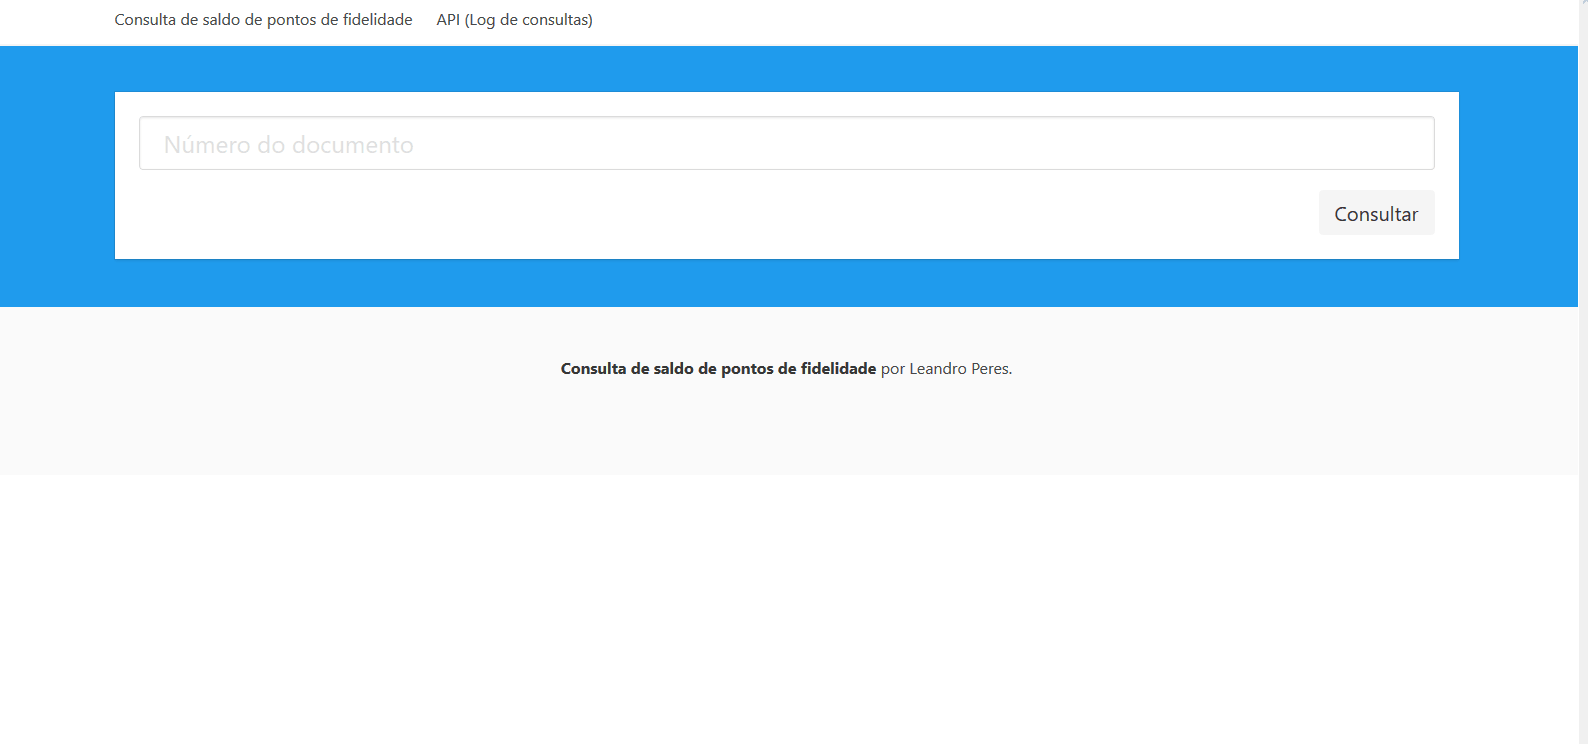 Consulta de saldo de pontos de fidelidade API (Log de consultas)
Número do documento
Consultar
Consulta de saldo de pontos de fidelidade por Leandro Peres.